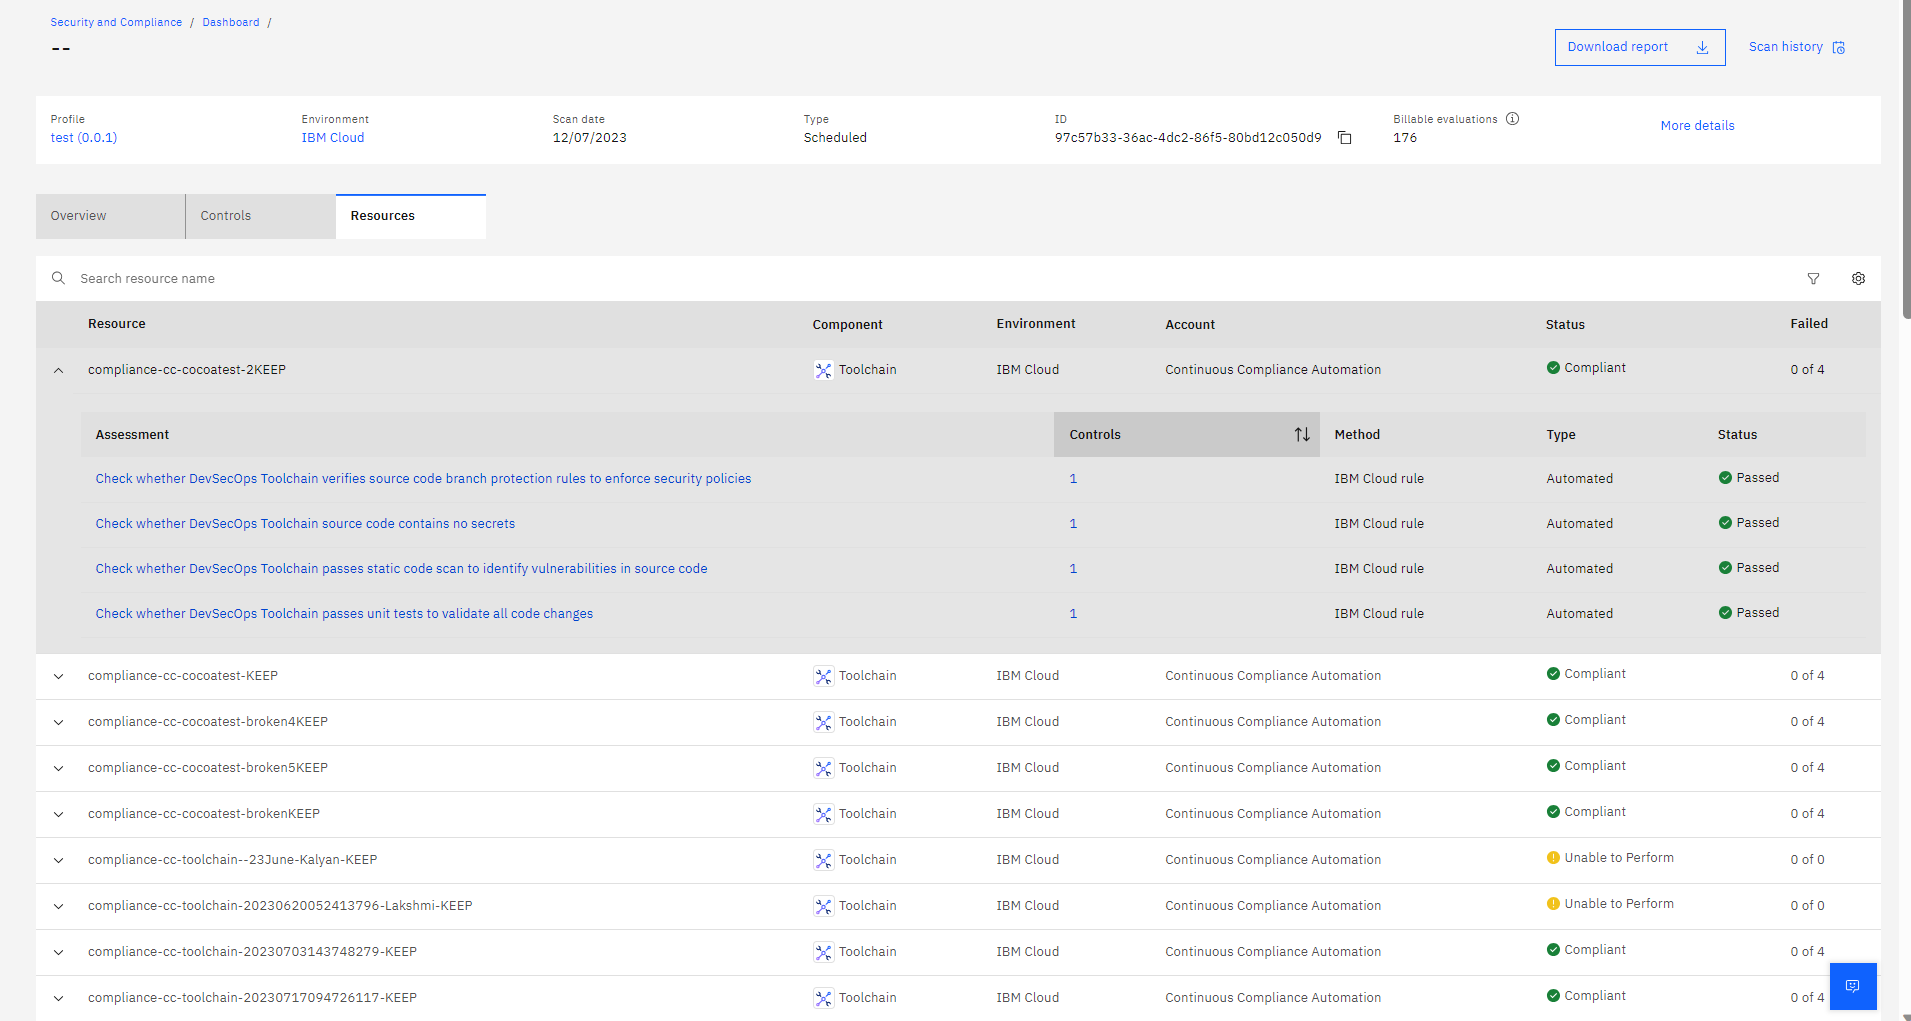 Security and Compliance / Dashboard /
--
Download report
Scan history
Profile Environment Scan date Type ID Billable evaluations
test (0.0.1) IBM Cloud 12/07/2023 Scheduled 97c57b33-36ac-4dc2-86f5-80bd12c050d9 176 More details
Overview Controls Resources
Search resource name
Resource Component Environment Account Status Failed
compliance-cc-cocoatest-2KEEP Toolchain IBM Cloud Continuous Compliance Automation Compliant 0 of 4
Assessment Controls Method Type Status
Check whether DevSecOps Toolchain verifies source code branch protection rules to enforce security policies 1 IBM Cloud rule Automated Passed
Check whether DevSecOps Toolchain source code contains no secrets 1 IBM Cloud rule Automated Passed
Check whether DevSecOps Toolchain passes static code scan to identify vulnerabilities in source code 1 IBM Cloud rule Automated Passed
Check whether DevSecOps Toolchain passes unit tests to validate all code changes 1 IBM Cloud rule Automated Passed
compliance-cc-cocoatest-KEEP Toolchain IBM Cloud Continuous Compliance Automation Compliant 0 of 4
compliance-cc-cocoatest-broken4KEEP Toolchain IBM Cloud Continuous Compliance Automation Compliant 0 of 4
compliance-cc-cocoatest-broken5KEEP Toolchain IBM Cloud Continuous Compliance Automation Compliant 0 of 4
compliance-cc-cocoatest-brokenKEEP Toolchain IBM Cloud Continuous Compliance Automation Compliant 0 of 4
compliance-cc-toolchain--23June-Kalyan-KEEP Toolchain IBM Cloud Continuous Compliance Automation Unable to Perform 0 of 0
compliance-cc-toolchain-20230620052413796-Lakshmi-KEEP Toolchain IBM Cloud Continuous Compliance Automation Unable to Perform 0 of 0
compliance-cc-toolchain-20230703143748279-KEEP Toolchain IBM Cloud Continuous Compliance Automation Compliant 0 of 4
compliance-cc-toolchain-20230717094726117-KEEP Toolchain IBM Cloud Continuous Compliance Automation Compliant 0 of 4